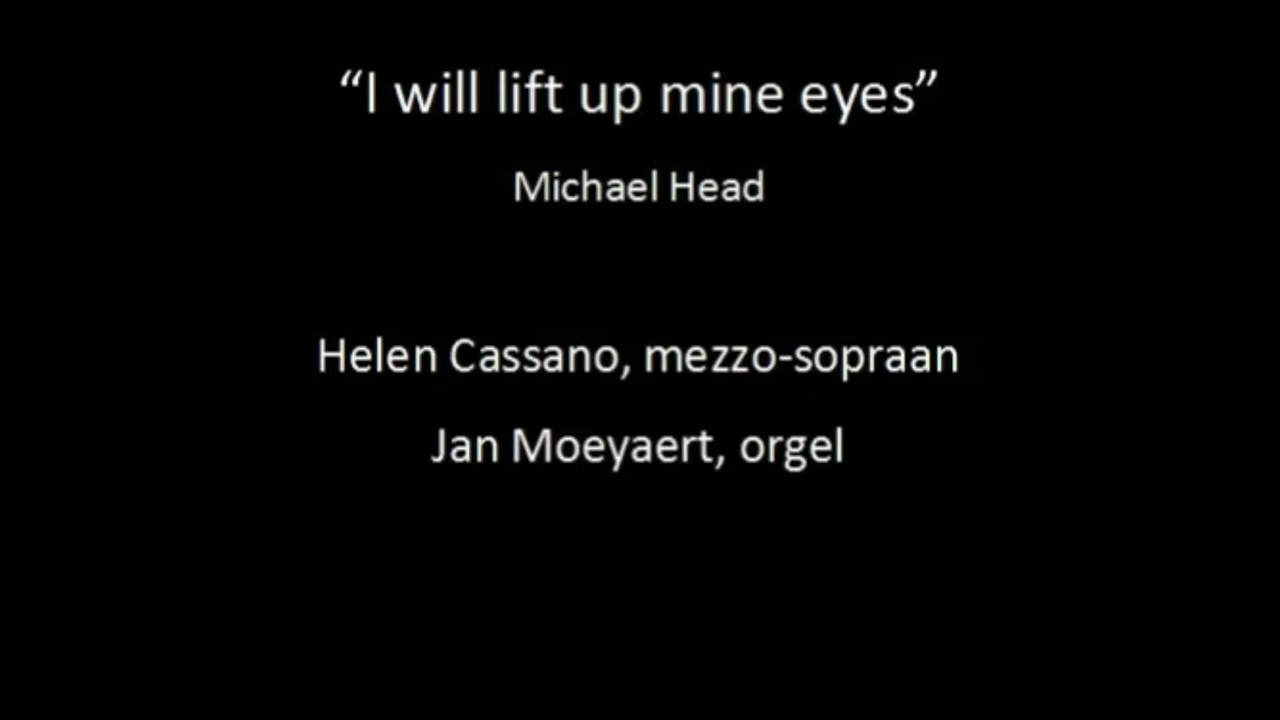 “I will lift up mine eyes”
Michael Head
Helen Cassano, mezzo-sopraan
Jan Moeyaert, orgel